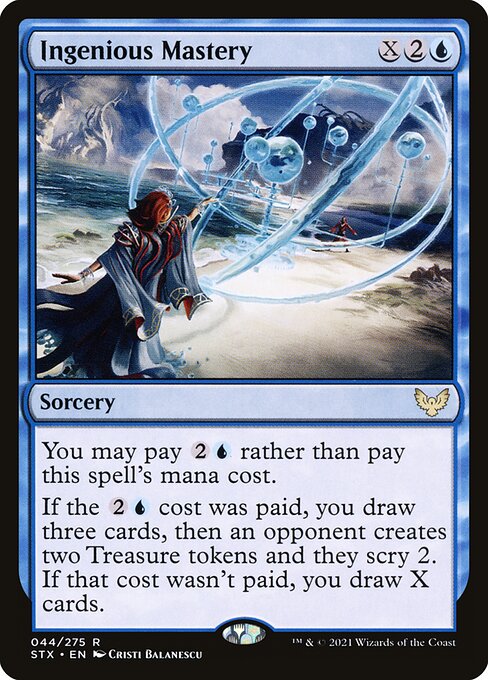 Ingenious Mastery X 2
Sorcery
You may pay 2 rather than pay
this spell's mana cost.
If the 2 cost was paid, you draw
three cards, then an opponent creates
two Treasure tokens and they scry 2.
If that cost wasn't paid, you draw X
cards.
044/275 R
STX • EN Cristi Balanescu
™ & © 2021 Wizards of the Coast